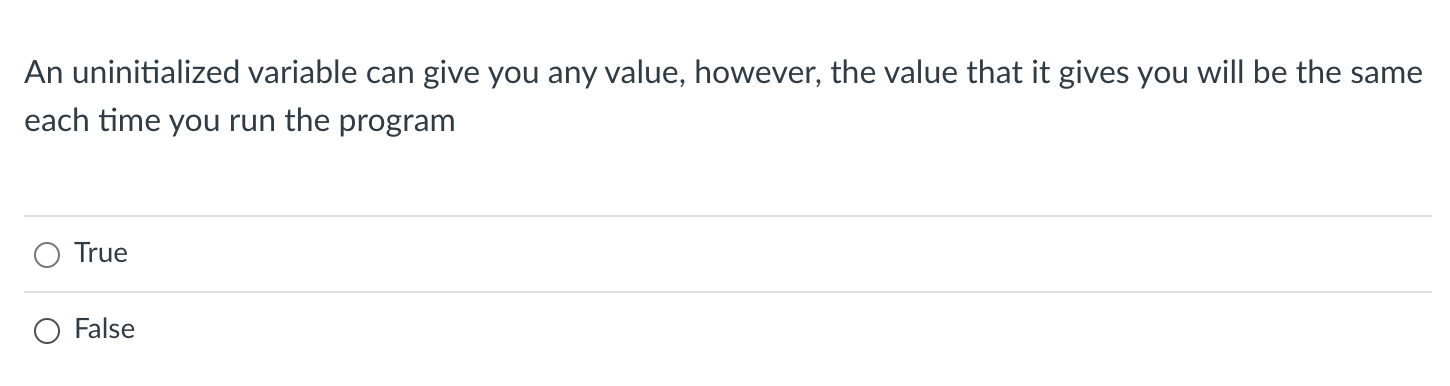 An uninitialized variable can give you any value, however, the value that it gives you will be the same
each time you run the program
True
False